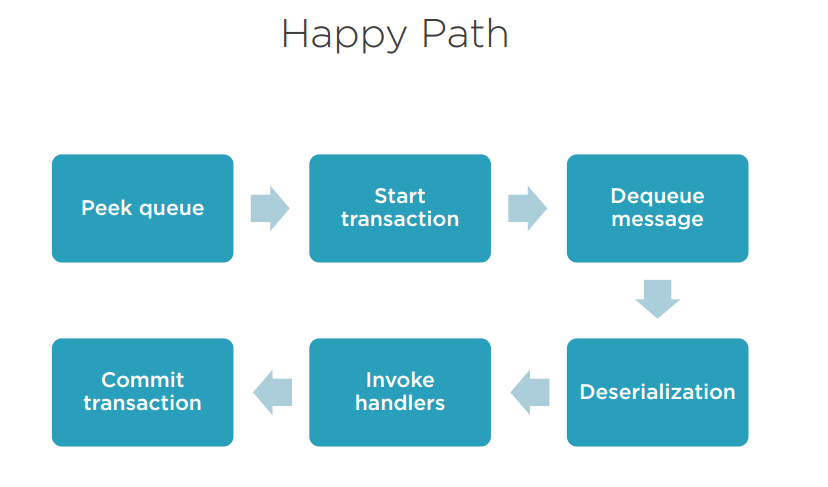 Happy Path
Peek queue
Start
transaction
Dequeue
message
Deserialization
Invoke
handlers
Commit
transaction